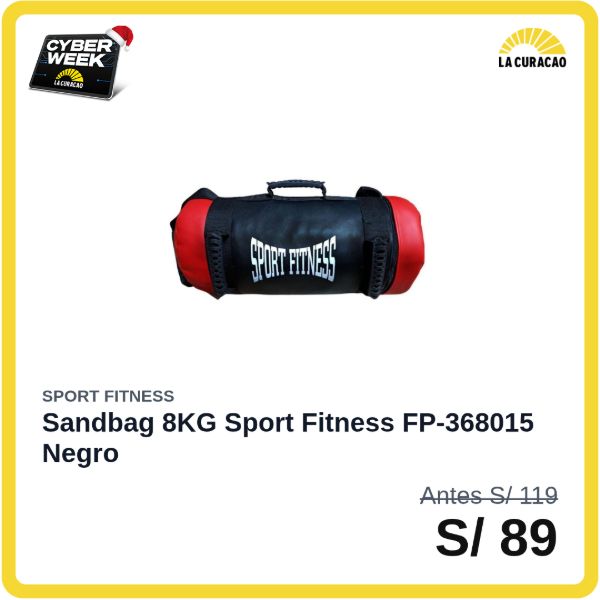 CYBER
WEEK
LA CURACAO
LA CURACAO
SPORT FITNESS
SPORT FITNESS
Sandbag 8KG Sport Fitness FP-368015
Negro
Antes S/ 119
S/ 89